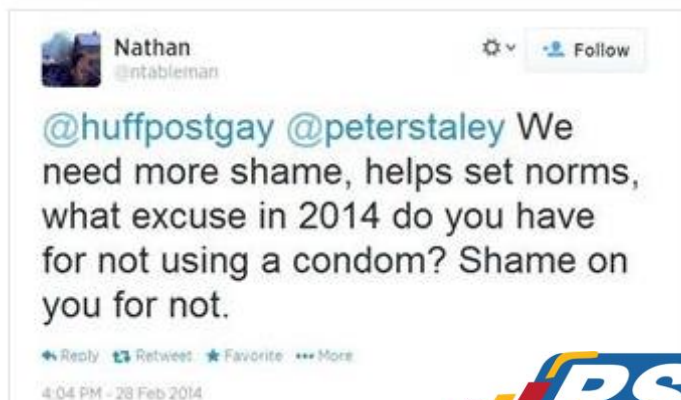 Nathan
@ntableman
Follow
@huffpostgay @peterstaley We
need more shame, helps set norms,
what excuse in 2014 do you have
for not using a condom? Shame on
you for not.
Reply Retweet Favorite More
4:04 PM - 28 Feb 2014